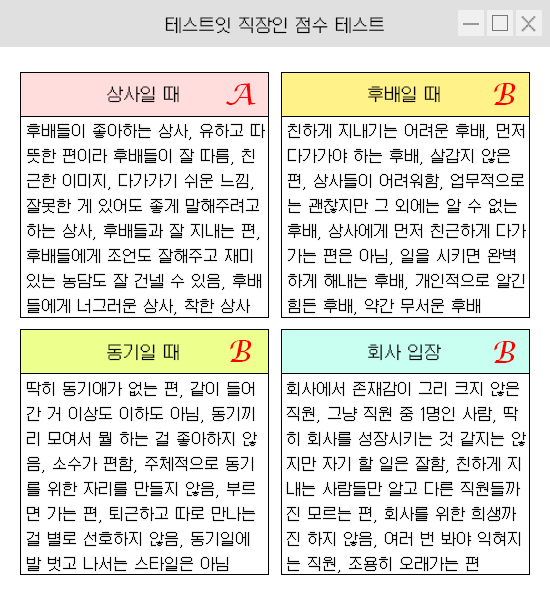 테스트잇 직장인 점수 테스트
상사일 때 A
후배들이 좋아하는 상사, 유하고 따
뜻한 편이라 후배들이 잘 따름, 친
근한 이미지, 다가가기 쉬운 느낌,
잘못한 게 있어도 좋게 말해주려고
하는 상사, 후배들과 잘 지내는 편,
후배들에게 조언도 잘해주고 재미
있는 농담도 잘 건넬 수 있음, 후배
들에게 너그러운 상사, 착한 상사
후배일 때 B
친하게 지내기는 어려운 후배, 먼저
다가가야 하는 후배, 살갑지 않은
편, 상사들이 어려워함, 업무적으로
는 괜찮지만 그 외에는 알 수 없는
후배, 상사에게 먼저 친근하게 다가
가는 편은 아님, 일을 시키면 완벽
하게 해내는 후배, 개인적으로 알긴
힘든 후배, 약간 무서운 후배
동기일 때 B
딱히 동기애가 없는 편, 같이 들어
간 거 이상도 이하도 아님, 동기끼
리 모여서 뭘 하는 걸 좋아하지 않
음, 소수가 편함, 주체적으로 동기
를 위한 자리를 만들지 않음, 부르
면 가는 편, 퇴근하고 따로 만나는
걸 별로 선호하지 않음, 동기일에
발 벗고 나서는 스타일은 아님
회사 입장 B
회사에서 존재감이 그리 크지 않은
직원, 그냥 직원 중 1명인 사람, 딱
히 회사를 성장시키는 것 같지는 않
지만 자기 할 일은 잘함, 친하게 지
내는 사람들만 알고 다른 직원들까
진 모르는 편, 회사를 위한 희생까
진 하지 않음, 여러 번 봐야 익혀지
는 직원, 조용히 오래가는 편